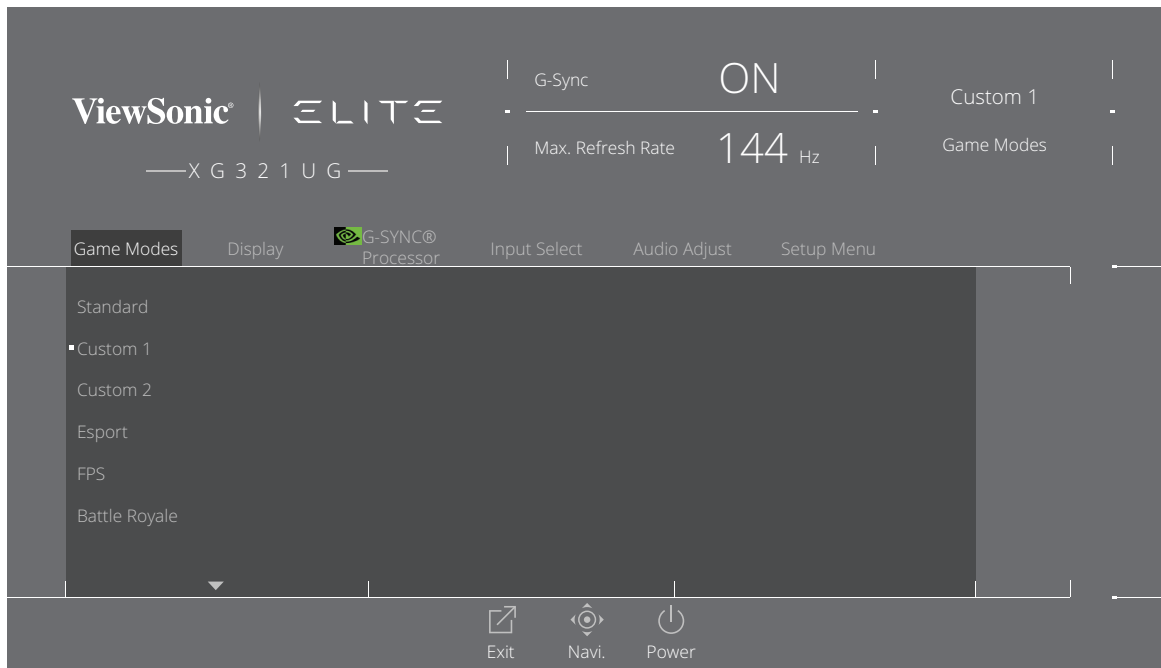 ViewSonic® ELITE
XG321UG
G-Sync ON
Max. Refresh Rate 144 Hz
Custom 1
Game Modes
Game Modes
Display
G-SYNC®
Processor
Input Select
Audio Adjust
Setup Menu
Standard
Custom 1
Custom 2
Esport
FPS
Battle Royale
Exit
Navi.
Power